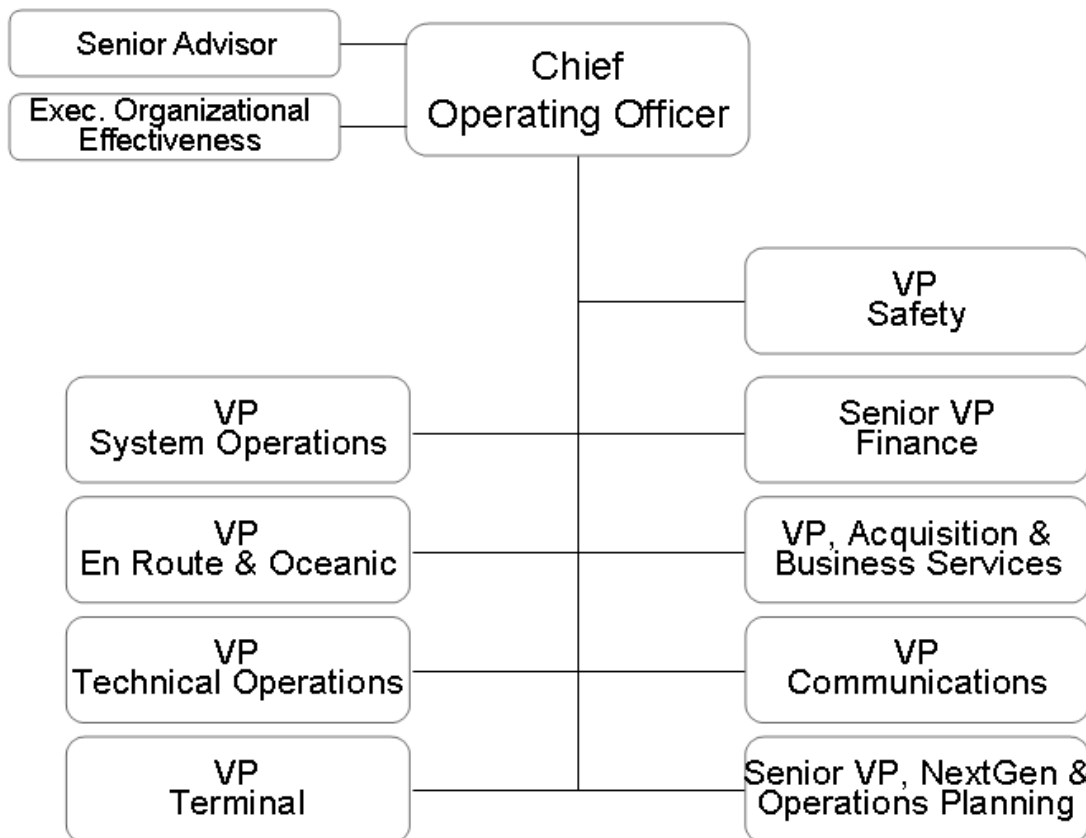 Senior Advisor
Exec. Organizational
Effectiveness
Chief
Operating Officer
VP
Safety
VP
System Operations
Senior VP
Finance
VP
En Route & Oceanic
VP, Acquisition &
Business Services
VP
Technical Operations
VP
Communications
VP
Terminal
Senior VP, NextGen &
Operations Planning